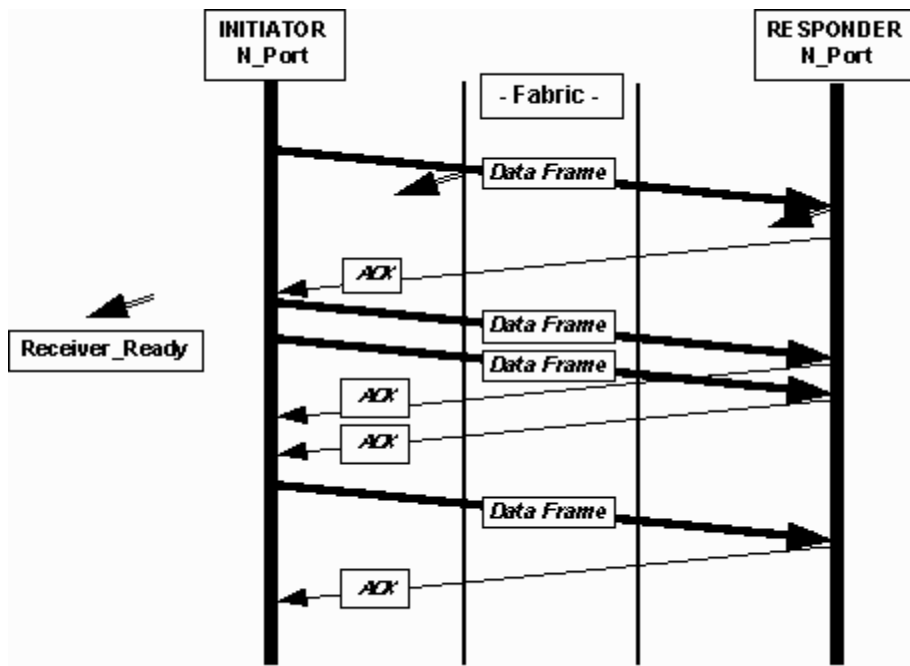 INITIATOR
N_Port
RESPONDER
N_Port
- Fabric -
Data Frame
ACK
Data Frame
Receiver_Ready
Data Frame
ACK
ACK
Data Frame
ACK